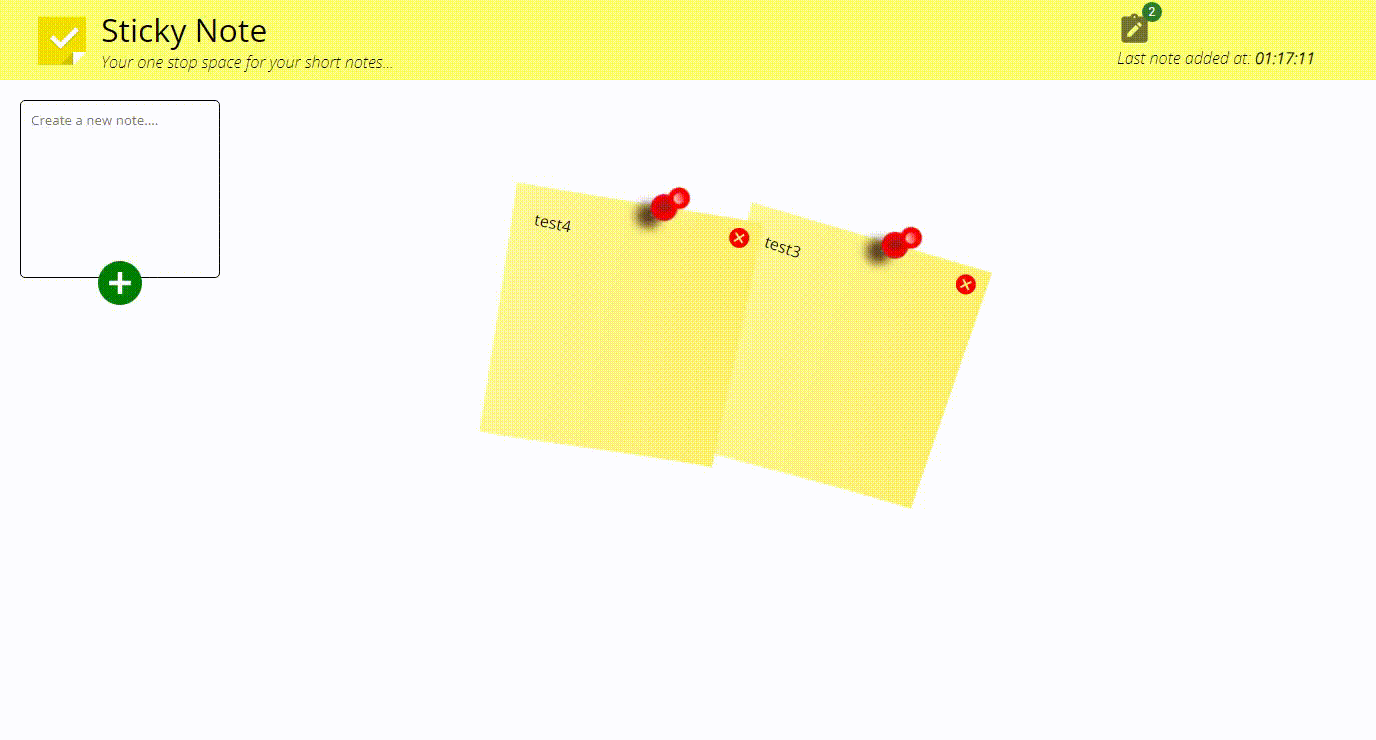 Sticky Note
Your one stop space for your short notes...
2
Last note added at: 01:17:11
Create a new note....
test4
test3